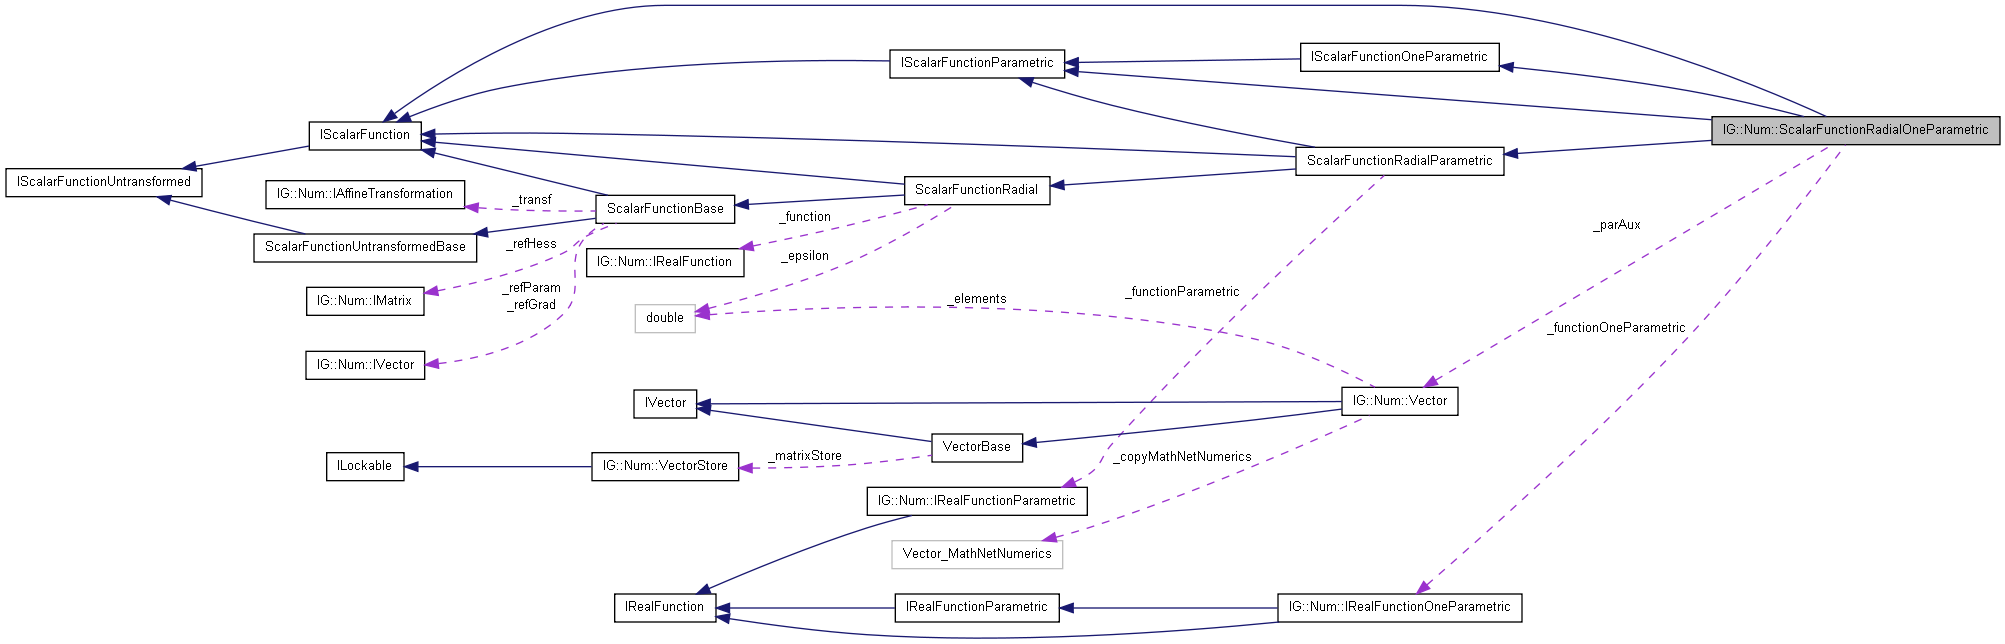 IScalarFunctionParametric
IScalarFunctionOneParametric
IG::Num::ScalarFunctionRadialOneParametric
IScalarFunction
ScalarFunctionRadialParametric
IScalarFunctionUntransformed
IG::Num::IAffineTransformation
_transf
ScalarFunctionBase
ScalarFunctionRadial
_function
_parAux
ScalarFunctionUntransformedBase
_refHess
IG::Num::IRealFunction
_epsilon
_refParam
_refGrad
IG::Num::IMatrix
double
_elements
_functionParametric
_functionOneParametric
IG::Num::IVector
IVector
IG::Num::Vector
VectorBase
ILockable
IG::Num::VectorStore
_matrixStore
_copyMathNetNumerics
IG::Num::IRealFunctionParametric
Vector_MathNetNumerics
IRealFunction
IRealFunctionParametric
IG::Num::IRealFunctionOneParametric